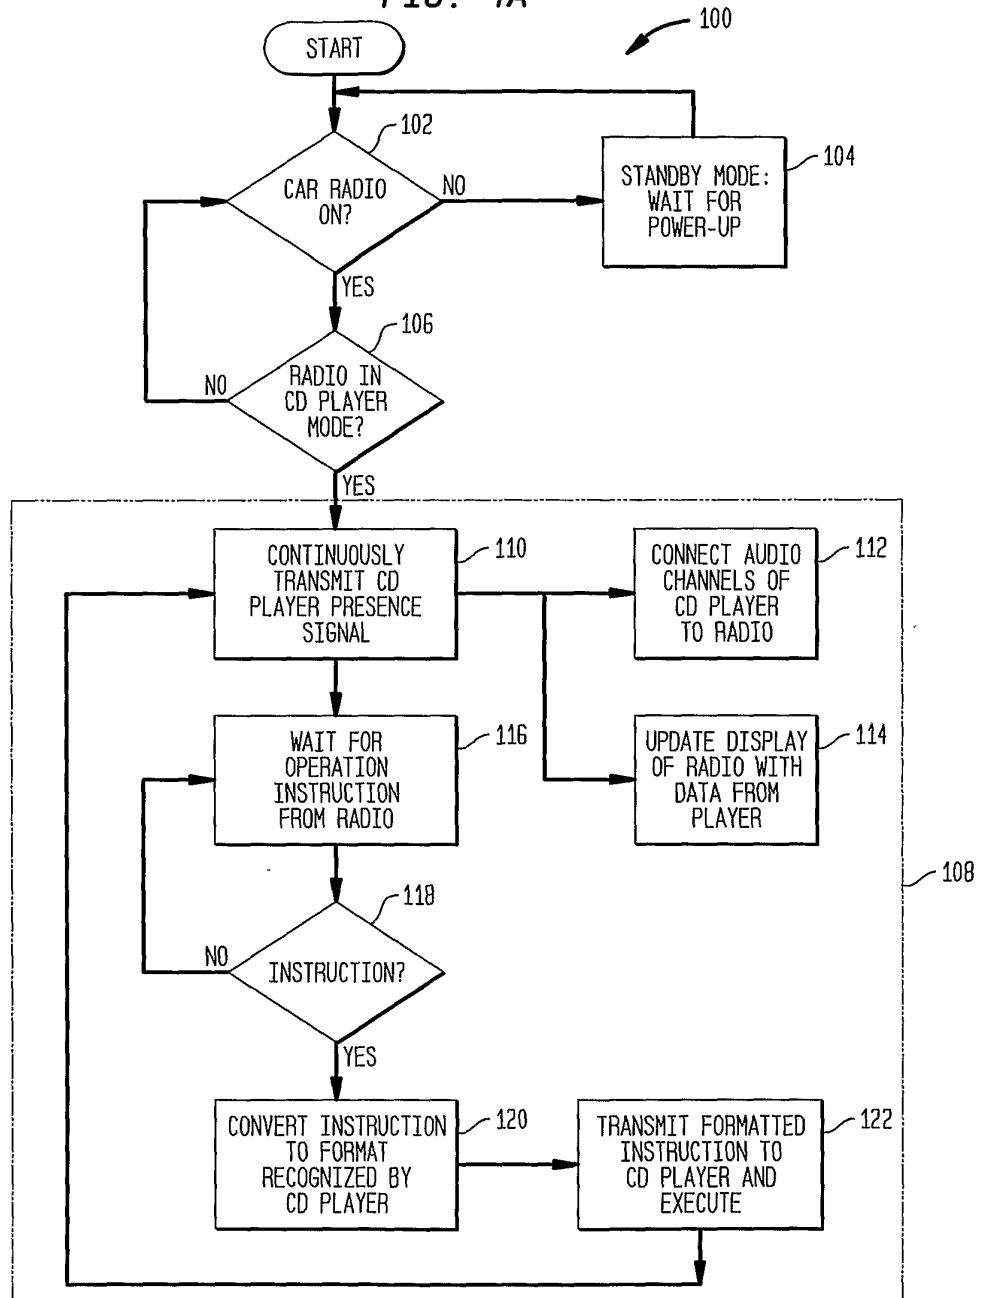 FIG. 4A
100
START
102
CAR RADIO
ON?
NO
104
STANDBY MODE:
WAIT FOR
POWER-UP
YES
106
RADIO IN
CD PLAYER
MODE?
NO
YES
110
CONTINUOUSLY
TRANSMIT CD
PLAYER PRESENCE
SIGNAL
112
CONNECT AUDIO
CHANNELS OF
CD PLAYER
TO RADIO
116
WAIT FOR
OPERATION
INSTRUCTION
FROM RADIO
114
UPDATE DISPLAY
OF RADIO WITH
DATA FROM
PLAYER
108
118
INSTRUCTION?
NO
YES
120
CONVERT INSTRUCTION
TO FORMAT
RECOGNIZED BY
CD PLAYER
122
TRANSMIT FORMATTED
INSTRUCTION TO
CD PLAYER AND
EXECUTE